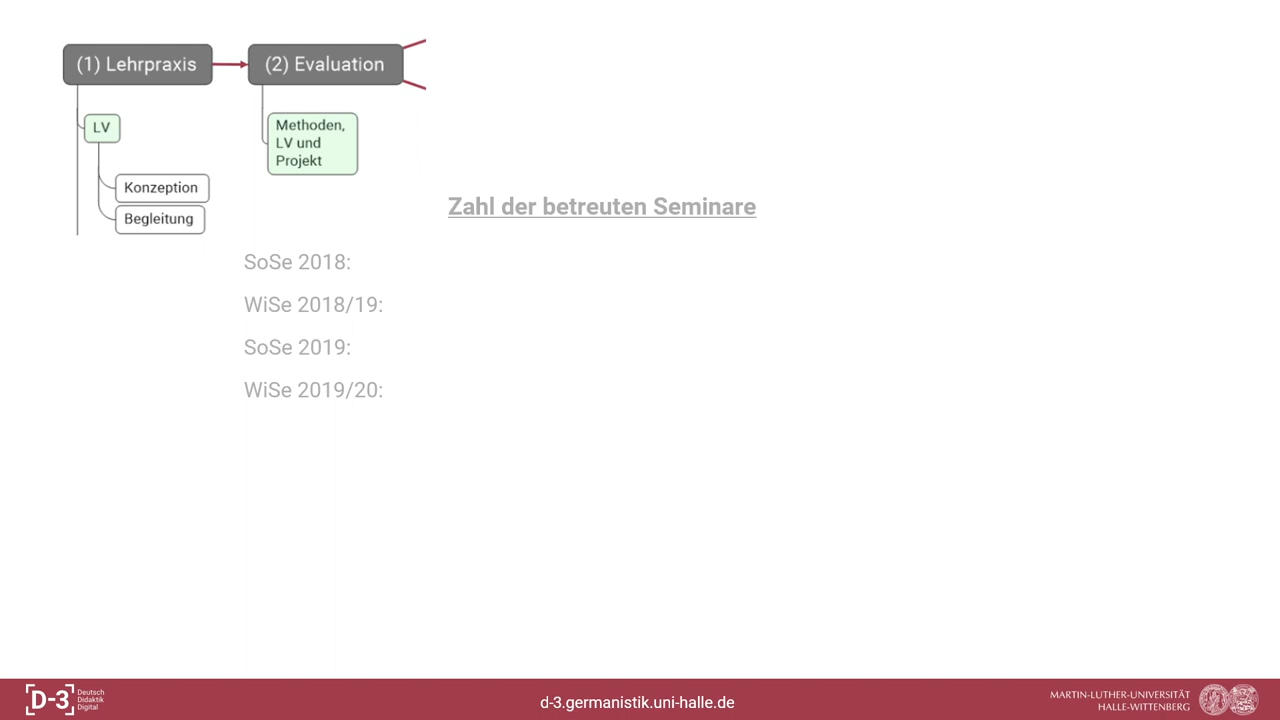 (1) Lehrpraxis
(2) Evaluation
LV
Konzeption
Begleitung
Methoden,
LV und
Projekt
Zahl der betreuten Seminare
SoSe 2018:
WiSe 2018/19:
SoSe 2019:
WiSe 2019/20:
[D-3]
Deutsch
Didaktik
Digital
d-3.germanistik.uni-halle.de
MARTIN-LUTHER-UNIVERSITÄT
HALLE-WITTENBERG